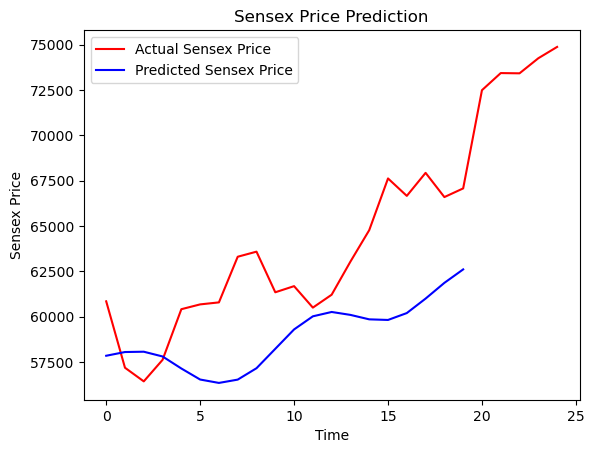 Sensex Price Prediction
Actual Sensex Price
Predicted Sensex Price
75000
72500
70000
67500
65000
62500
60000
57500
Sensex Price
0 5 10 15 20 25
Time